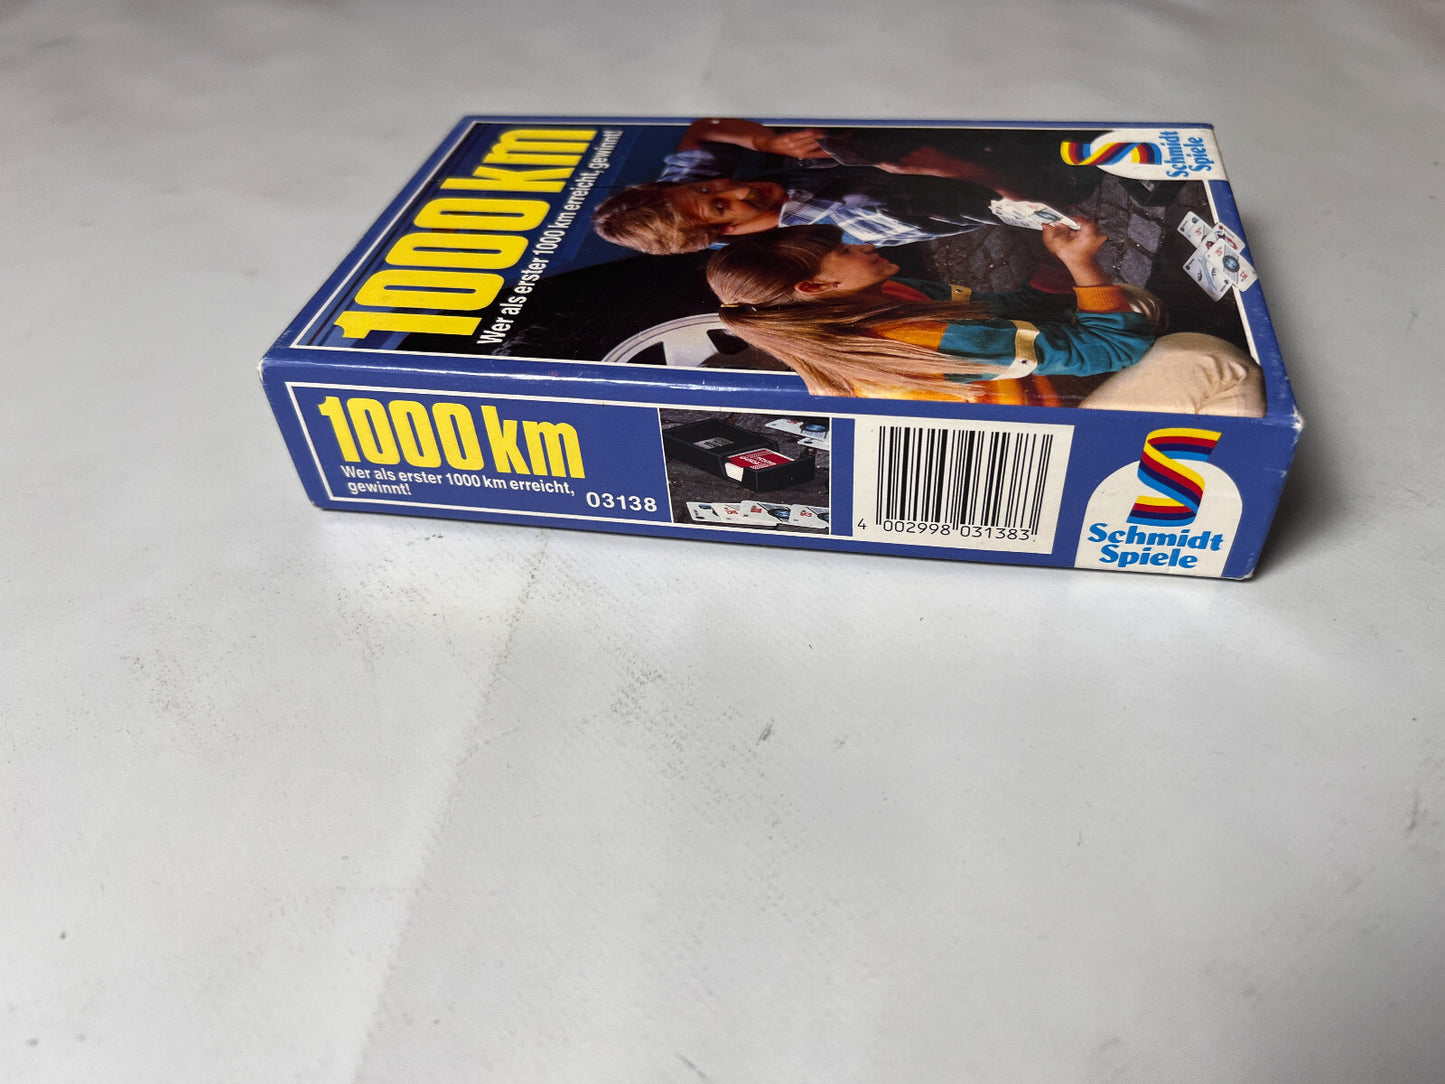 1000 km
Wer als erster 1000 km erreicht, gewinnt!
Schmidt
Spiele
1000 km
Wer als erster 1000 km erreicht,
gewinnt!
03138
4 002998 031383
Schmidt
Spiele